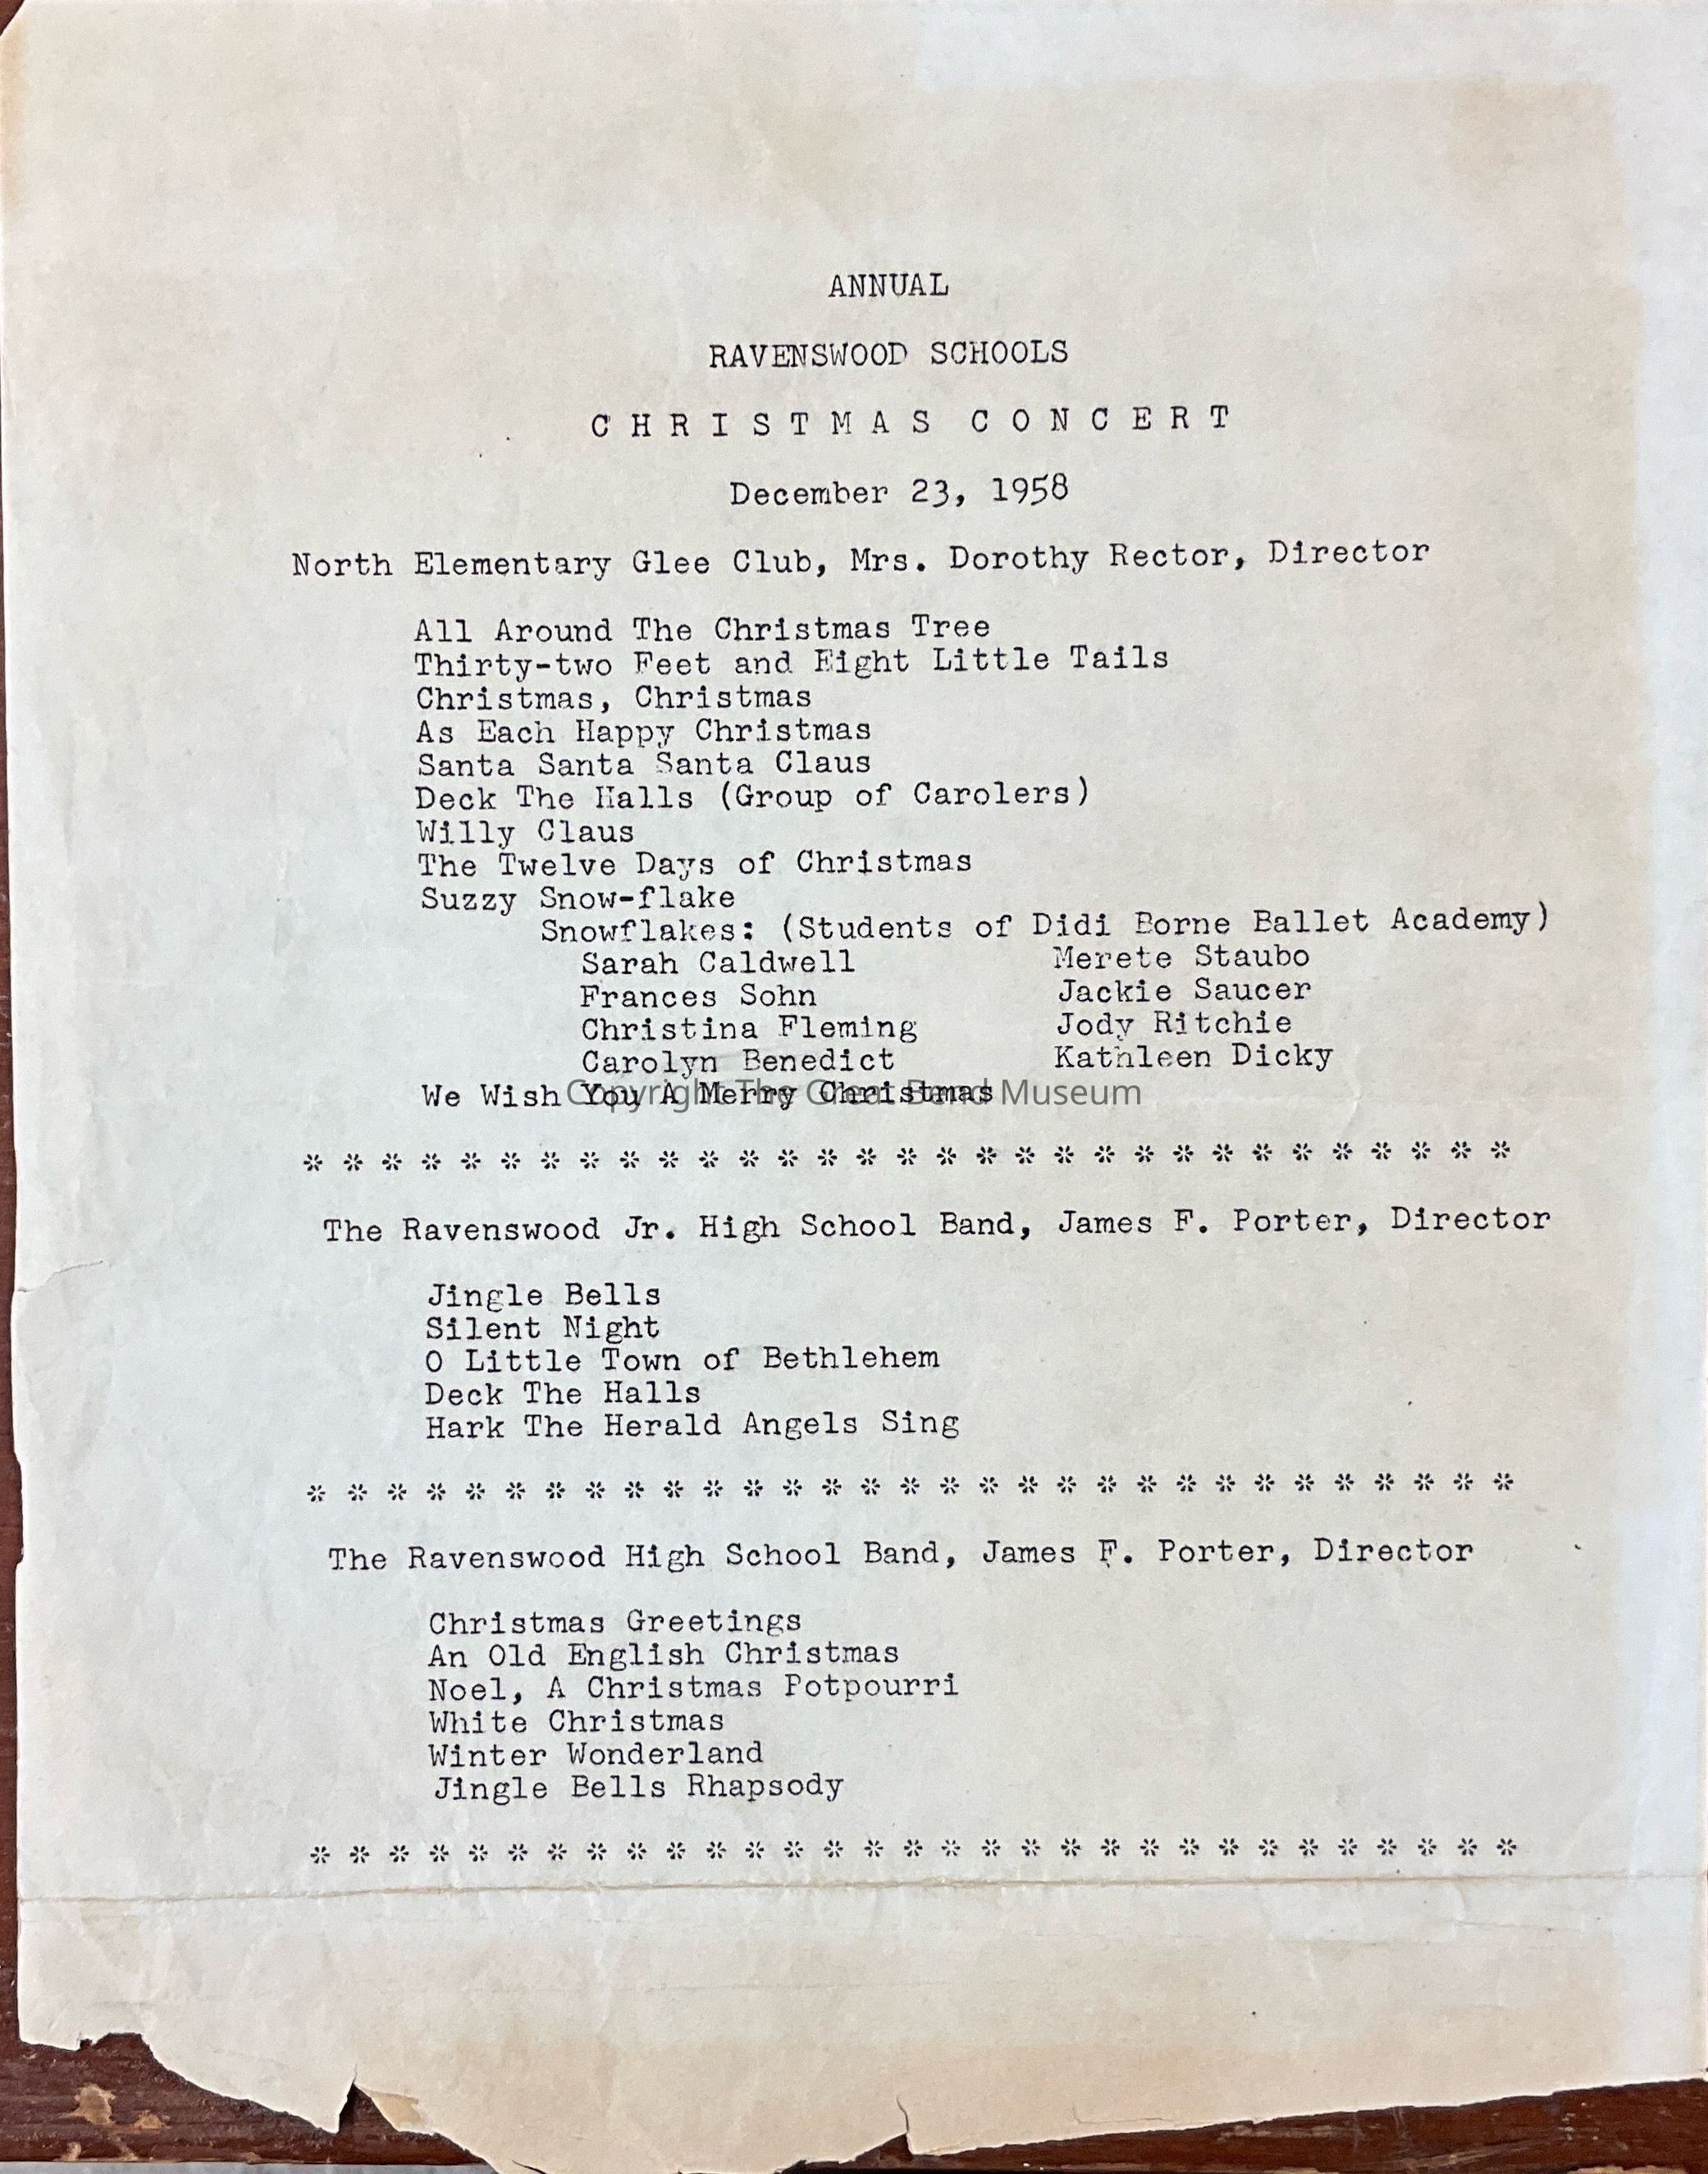 ANNUAL
RAVENSWOOD SCHOOLS
C H R I S T M A S  C O N C E R T
December 23, 1958
North Elementary Glee Club, Mrs. Dorothy Rector, Director
All Around The Christmas Tree
Thirty-two Feet and Eight Little Tails
Christmas, Christmas
As Each Happy Christmas
Santa Santa Santa Claus
Deck The Halls (Group of Carolers)
Willy Claus
The Twelve Days of Christmas
Suzzy Snow-flake
Snowflakes: (Students of Didi Borne Ballet Academy)
Sarah Caldwell Merete Staubo
Frances Sohn Jackie Saucer
Christina Fleming Jody Ritchie
Carolyn Benedict Kathleen Dicky
We Wish You A Merry Christmas
Copyright The Great Bend Museum
* * * * * * * * * * * * * * * * * * * * * * * * * * * * * * *
The Ravenswood Jr. High School Band, James F. Porter, Director
Jingle Bells
Silent Night
O Little Town of Bethlehem
Deck The Halls
Hark The Herald Angels Sing
* * * * * * * * * * * * * * * * * * * * * * * * * * * * * * *
The Ravenswood High School Band, James F. Porter, Director
Christmas Greetings
An Old English Christmas
Noel, A Christmas Potpourri
White Christmas
Winter Wonderland
Jingle Bells Rhapsody
* * * * * * * * * * * * * * * * * * * * * * * * * * * * * * *